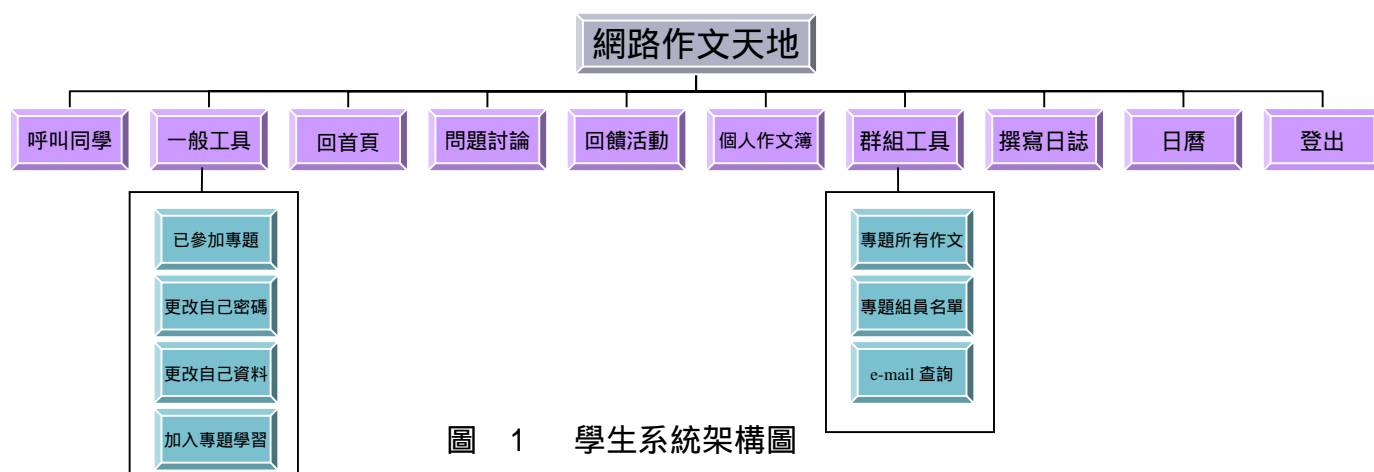 網路作文天地
呼叫同學
一般工具
回首頁
問題討論
回饋活動
個人作文簿
群組工具
撰寫日誌
日曆
登出
已參加專題
更改自己密碼
更改自己資料
加入專題學習
專題所有作文
專題組員名單
e-mail 查詢
圖 1 學生系統架構圖